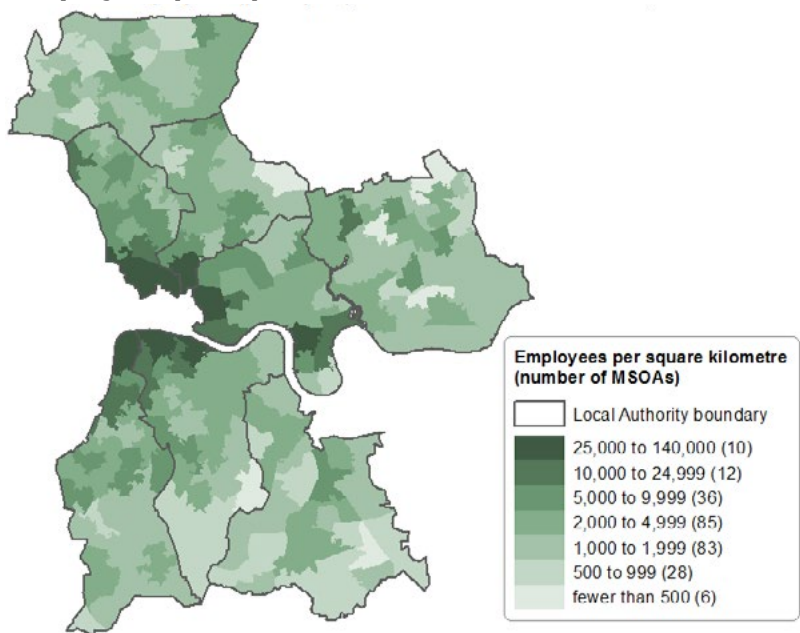 Employees per square kilometre
(number of MSOAs)
Local Authority boundary
25,000 to 140,000 (10)
10,000 to 24,999 (12)
5,000 to 9,999 (36)
2,000 to 4,999 (85)
1,000 to 1,999 (83)
500 to 999 (28)
fewer than 500 (6)